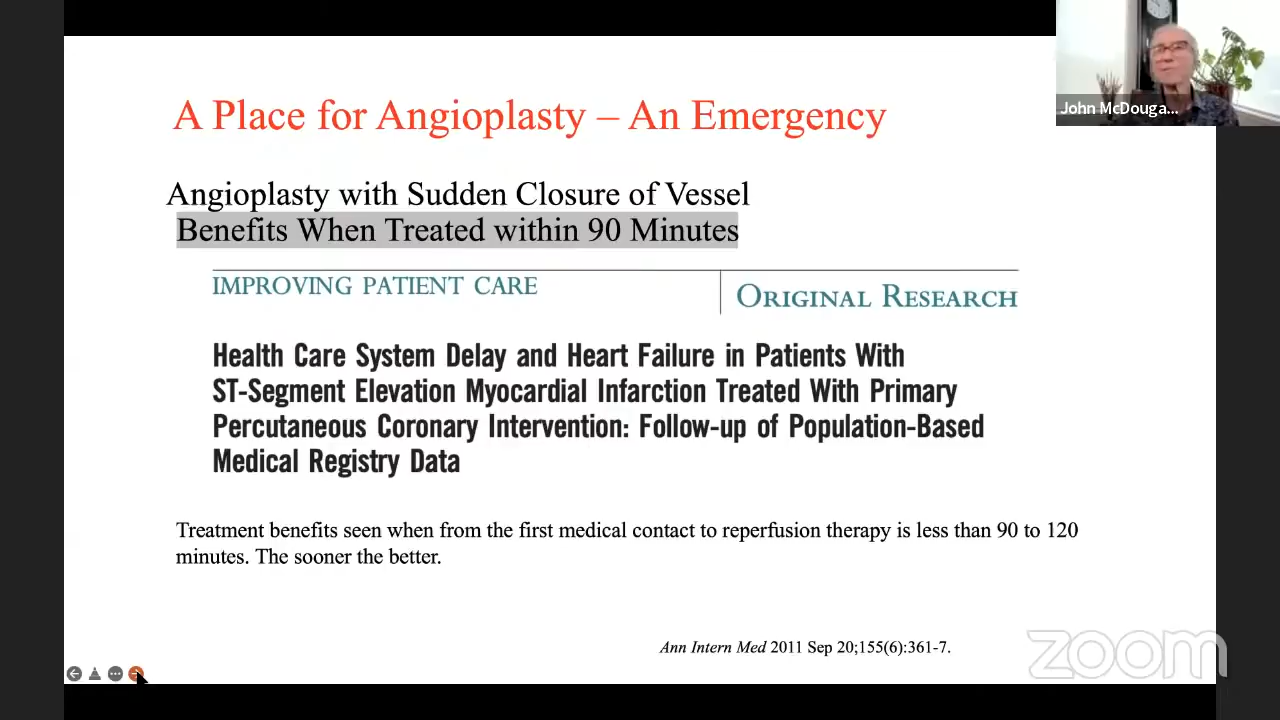 John McDouga...
A Place for Angioplasty – An Emergency
Angioplasty with Sudden Closure of Vessel
Benefits When Treated within 90 Minutes
IMPROVING PATIENT CARE
ORIGINAL RESEARCH
Health Care System Delay and Heart Failure in Patients With
ST-Segment Elevation Myocardial Infarction Treated With Primary
Percutaneous Coronary Intervention: Follow-up of Population-Based
Medical Registry Data
Treatment benefits seen when from the first medical contact to reperfusion therapy is less than 90 to 120
minutes. The sooner the better.
Ann Intern Med 2011 Sep 20;155(6):361-7.
zoom